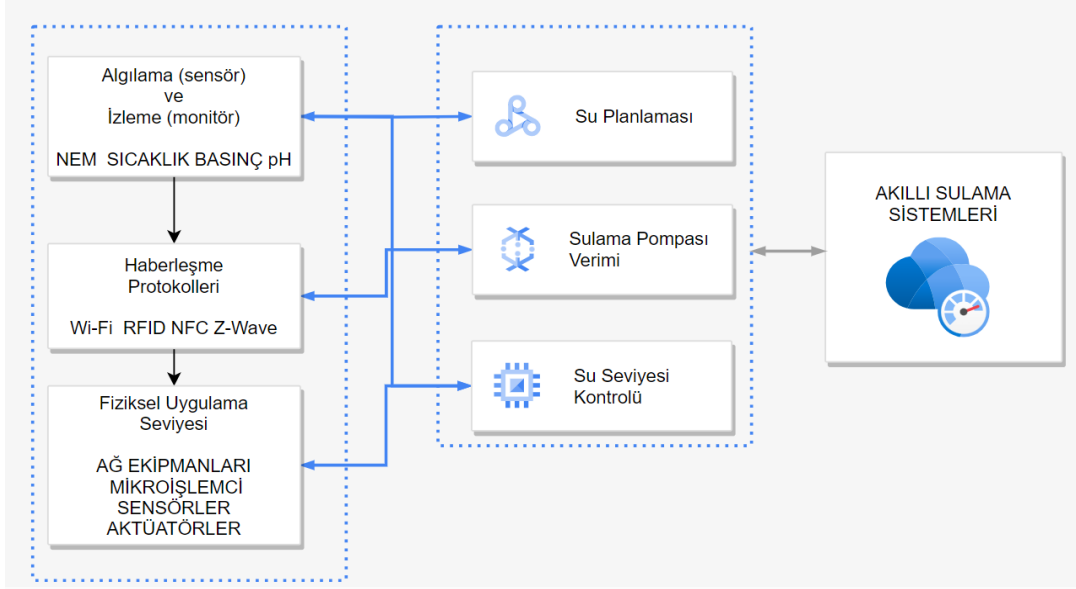 Algılama (sensör)
ve
İzleme (monitör)
NEM SICAKLIK BASINÇ pH
Haberleşme
Protokolleri
Wi-Fi RFID NFC Z-Wave
Fiziksel Uygulama
Seviyesi
AĞ EKİPMANLARI
MİKROİŞLEMCİ
SENSÖRLER
AKTÜATÖRLER
Su Planlaması
Sulama Pompası
Verimi
Su Seviyesi
Kontrolü
AKILLI SULAMA
SİSTEMLERİ